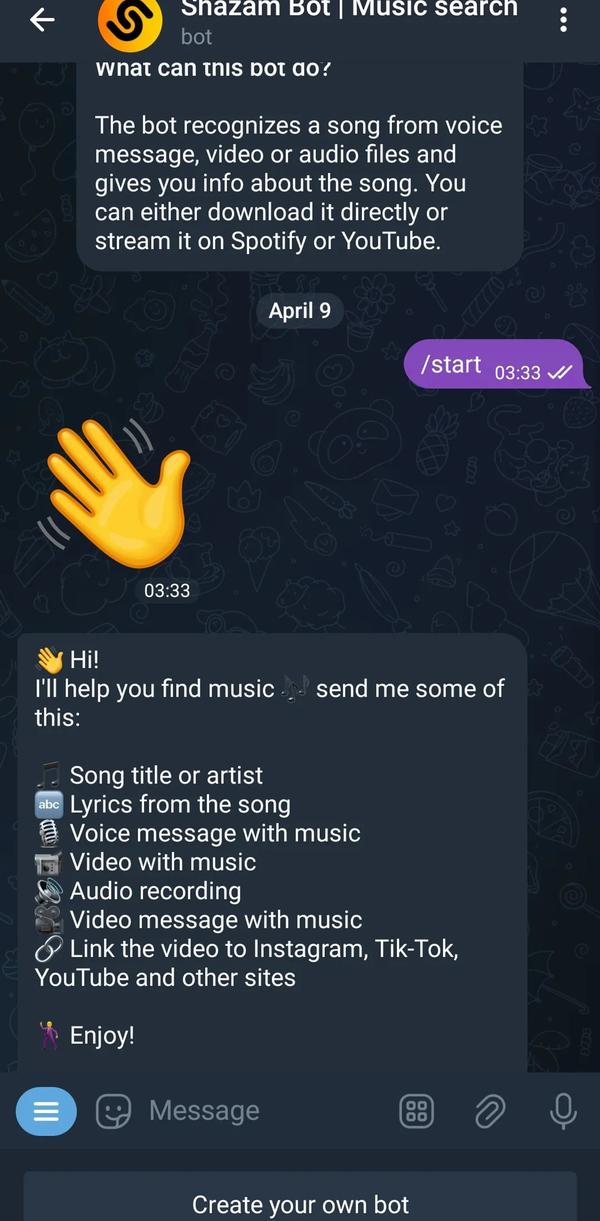 Shazam Bot | Music search
bot
What can this bot do?
The bot recognizes a song from voice
message, video or audio files and
gives you info about the song. You
can either download it directly or
stream it on Spotify or YouTube.
April 9
/start 03:33
03:33
👋 Hi!
I'll help you find music 🎶 send me some of
this:
🎵 Song title or artist
🔤 Lyrics from the song
🎙 Voice message with music
📹 Video with music
🔊 Audio recording
🎥 Video message with music
🔗 Link the video to Instagram, Tik-Tok,
YouTube and other sites
🕺 Enjoy!
Message
Create your own bot